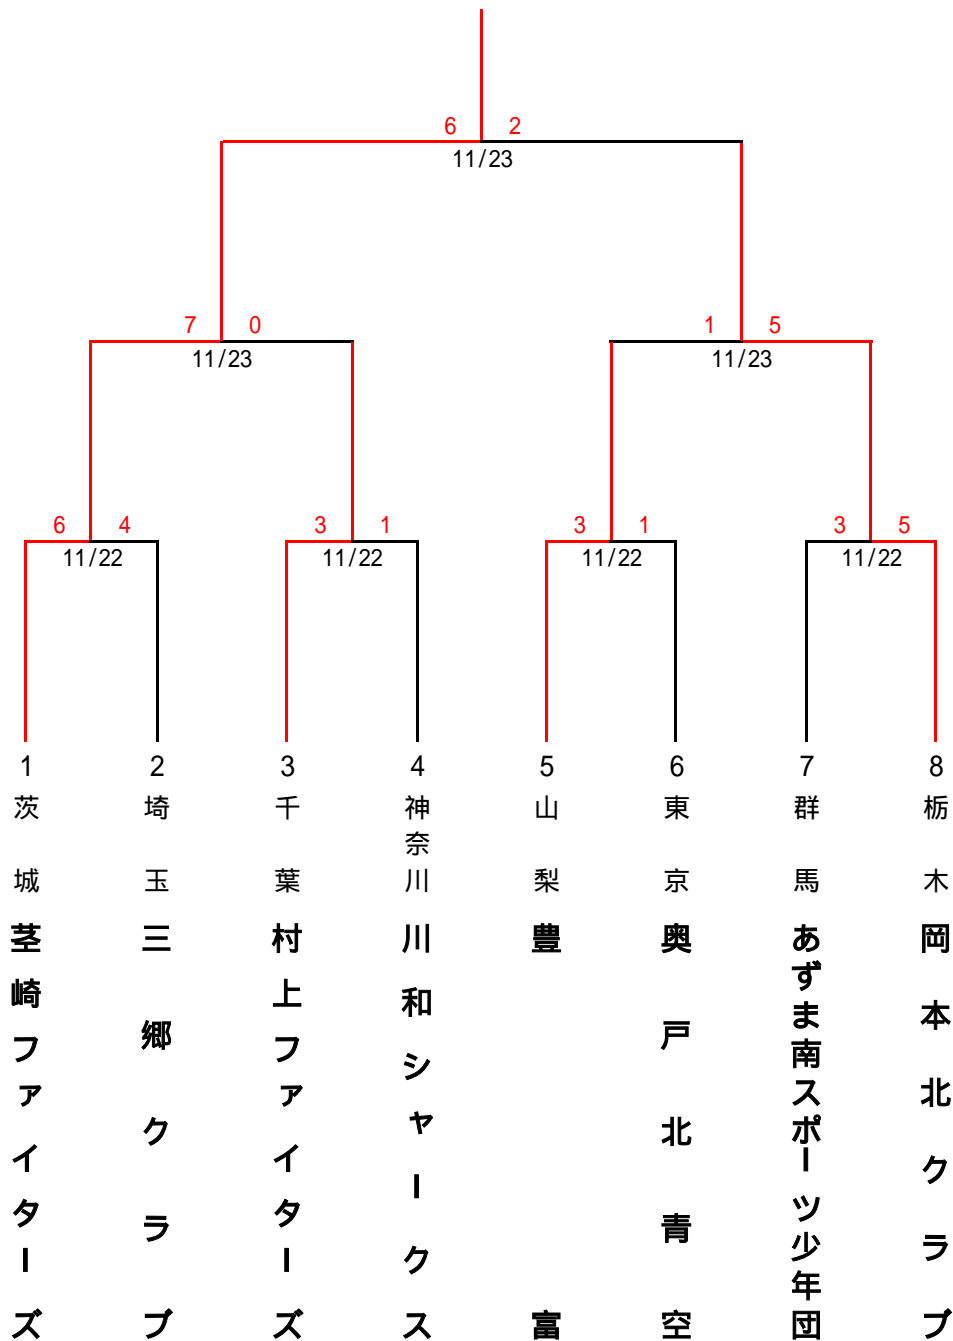 6 2
11/23
7 0
11/23
1 5
11/23
6 4
11/22
3 1
11/22
3 1
11/22
3 5
11/22
1
茨城
茎崎ファイターズ
2
埼玉
三郷クラブ
3
千葉
村上ファイターズ
4
神奈川
川和シャークス
5
山梨
豊富
6
東京
奥戸北青空
7
群馬
あずま南スポーツ少年団
8
栃木
岡本北クラブ